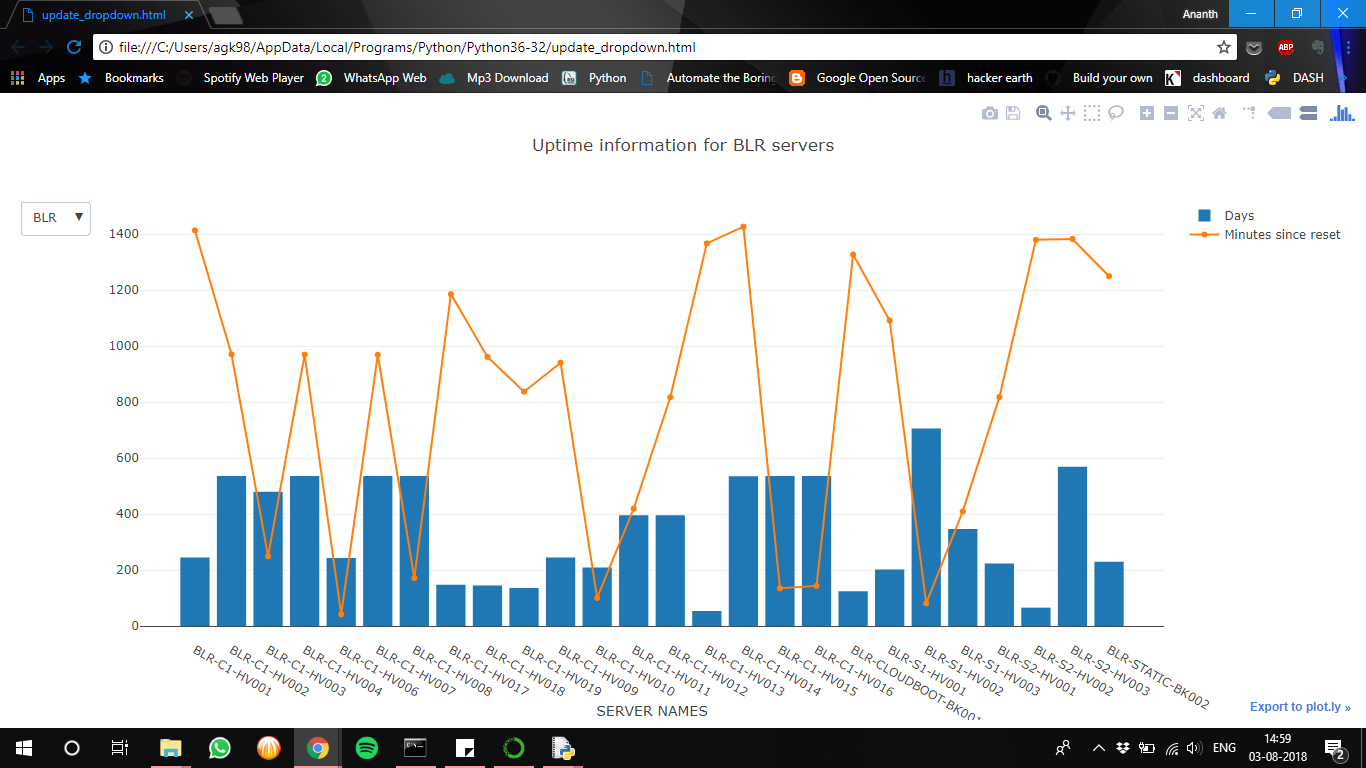 update_dropdown.html
Ananth
file:///C:/Users/agk98/AppData/Local/Programs/Python/Python36-32/update_dropdown.html
ABP
Apps Bookmarks Spotify Web Player 2 WhatsApp Web Mp3 Download Python Automate the Boring Google Open Source h hacker earth Build your own K dashboard DASH
Uptime information for BLR servers
BLR
Days
Minutes since reset
1400
1200
1000
800
600
400
200
0
BLR-C1-HV001
BLR-C1-HV002
BLR-C1-HV003
BLR-C1-HV004
BLR-C1-HV006
BLR-C1-HV007
BLR-C1-HV008
BLR-C1-HV017
BLR-C1-HV018
BLR-C1-HV019
BLR-C1-HV009
BLR-C1-HV010
BLR-C1-HV011
BLR-C1-HV012
BLR-C1-HV013
BLR-C1-HV014
BLR-C1-HV015
BLR-C1-HV016
BLR-CLOUDBOOT-BK001
BLR-S1-HV001
BLR-S1-HV002
BLR-S1-HV003
BLR-S2-HV001
BLR-S2-HV002
BLR-S2-HV003
BLR-STATIC-BK002
SERVER NAMES
Export to plot.ly »
ENG
14:59
03-08-2018
2